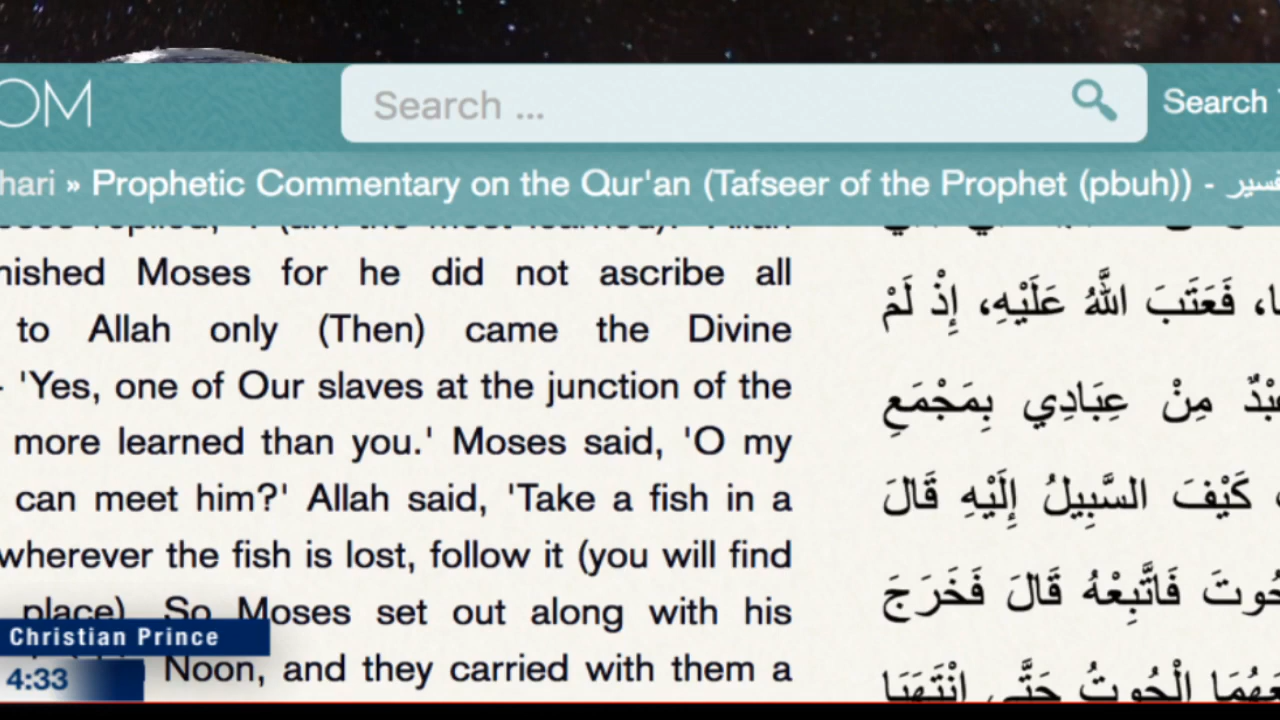 OM
Search ...
Search
hari » Prophetic Commentary on the Qur'an (Tafseer of the Prophet (pbuh)) -
nished Moses for he did not ascribe all
to Allah only (Then) came the Divine
- 'Yes, one of Our slaves at the junction of the
more learned than you.' Moses said, 'O my
can meet him?' Allah said, 'Take a fish in a
wherever the fish is lost, follow it (you will find
place). So Moses set out along with his
Noon, and they carried with them a
فَعَتَبَ اللَّهُ عَلَيْهِ، إِذْ لَمْ
مِنْ عِبَادِي بِمَجْمَعِ
كَيْفَ السَّبِيلُ إِلَيْهِ قَالَ
فَاتَّبِعْهُ قَالَ فَخَرَجَ
الْحُوتُ حَتَّى انْتَهَيَا
Christian Prince
4:33